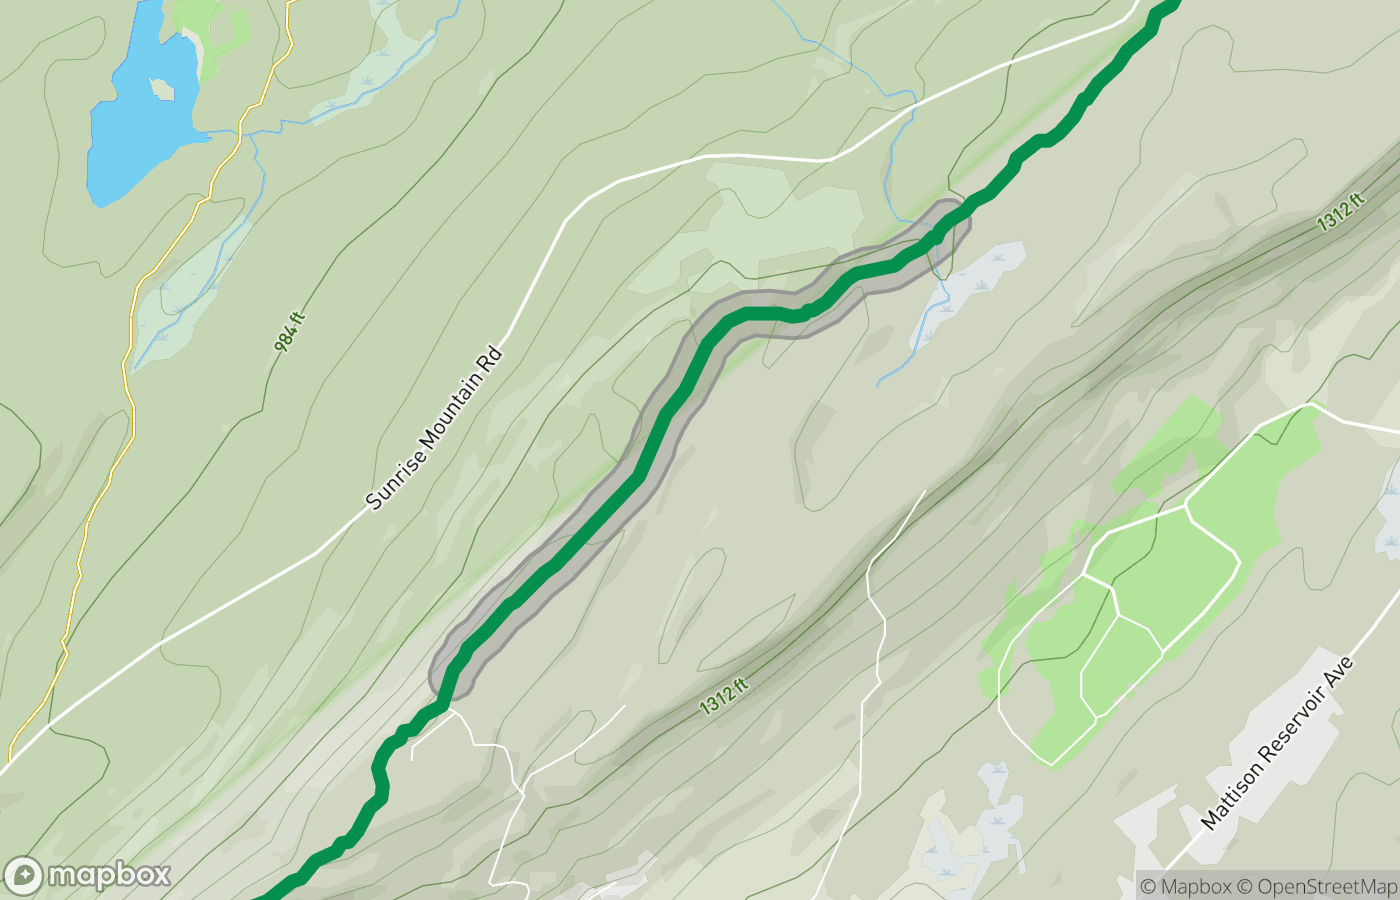 1312 ft
984 ft
Sunrise Mountain Rd
1312 ft
Mattison Reservoir Ave
mapbox
© Mapbox © OpenStreetMap